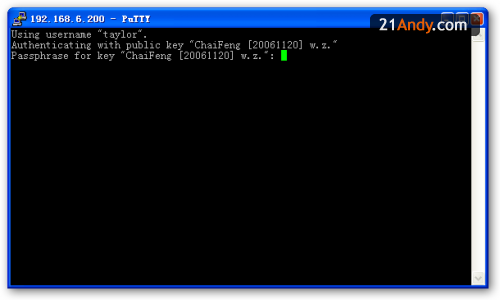 192.168.6.200 - PuTTY
21Andy.com
Using username "taylor".
Authenticating with public key "ChaiFeng [20061120] w.z."
Passphrase for key "ChaiFeng [20061120] w.z.":